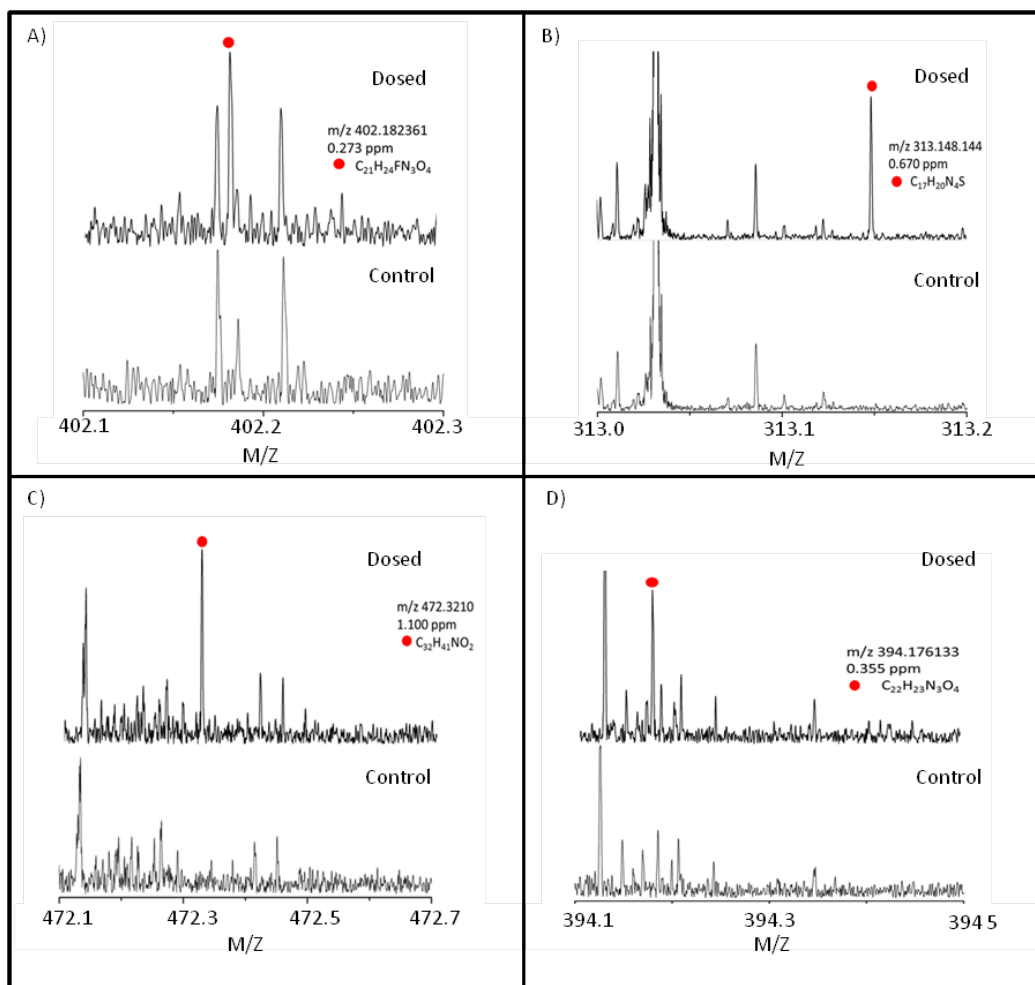 A)
Dosed
m/z 402.182361
0.273 ppm
C₂₁H₂₄FN₃O₄
Control
402.1 402.2 402.3
M/Z
B)
Dosed
m/z 313.148.144
0.670 ppm
C₁₇H₂₀N₄S
Control
313.0 313.1 313.2
M/Z
C)
Dosed
m/z 472.3210
1.100 ppm
C₃₂H₄₁NO₂
Control
472.1 472.3 472.5 472.7
M/Z
D)
Dosed
m/z 394.176133
0.355 ppm
C₂₂H₂₃N₃O₄
Control
394.1 394.3 394 5
M/Z